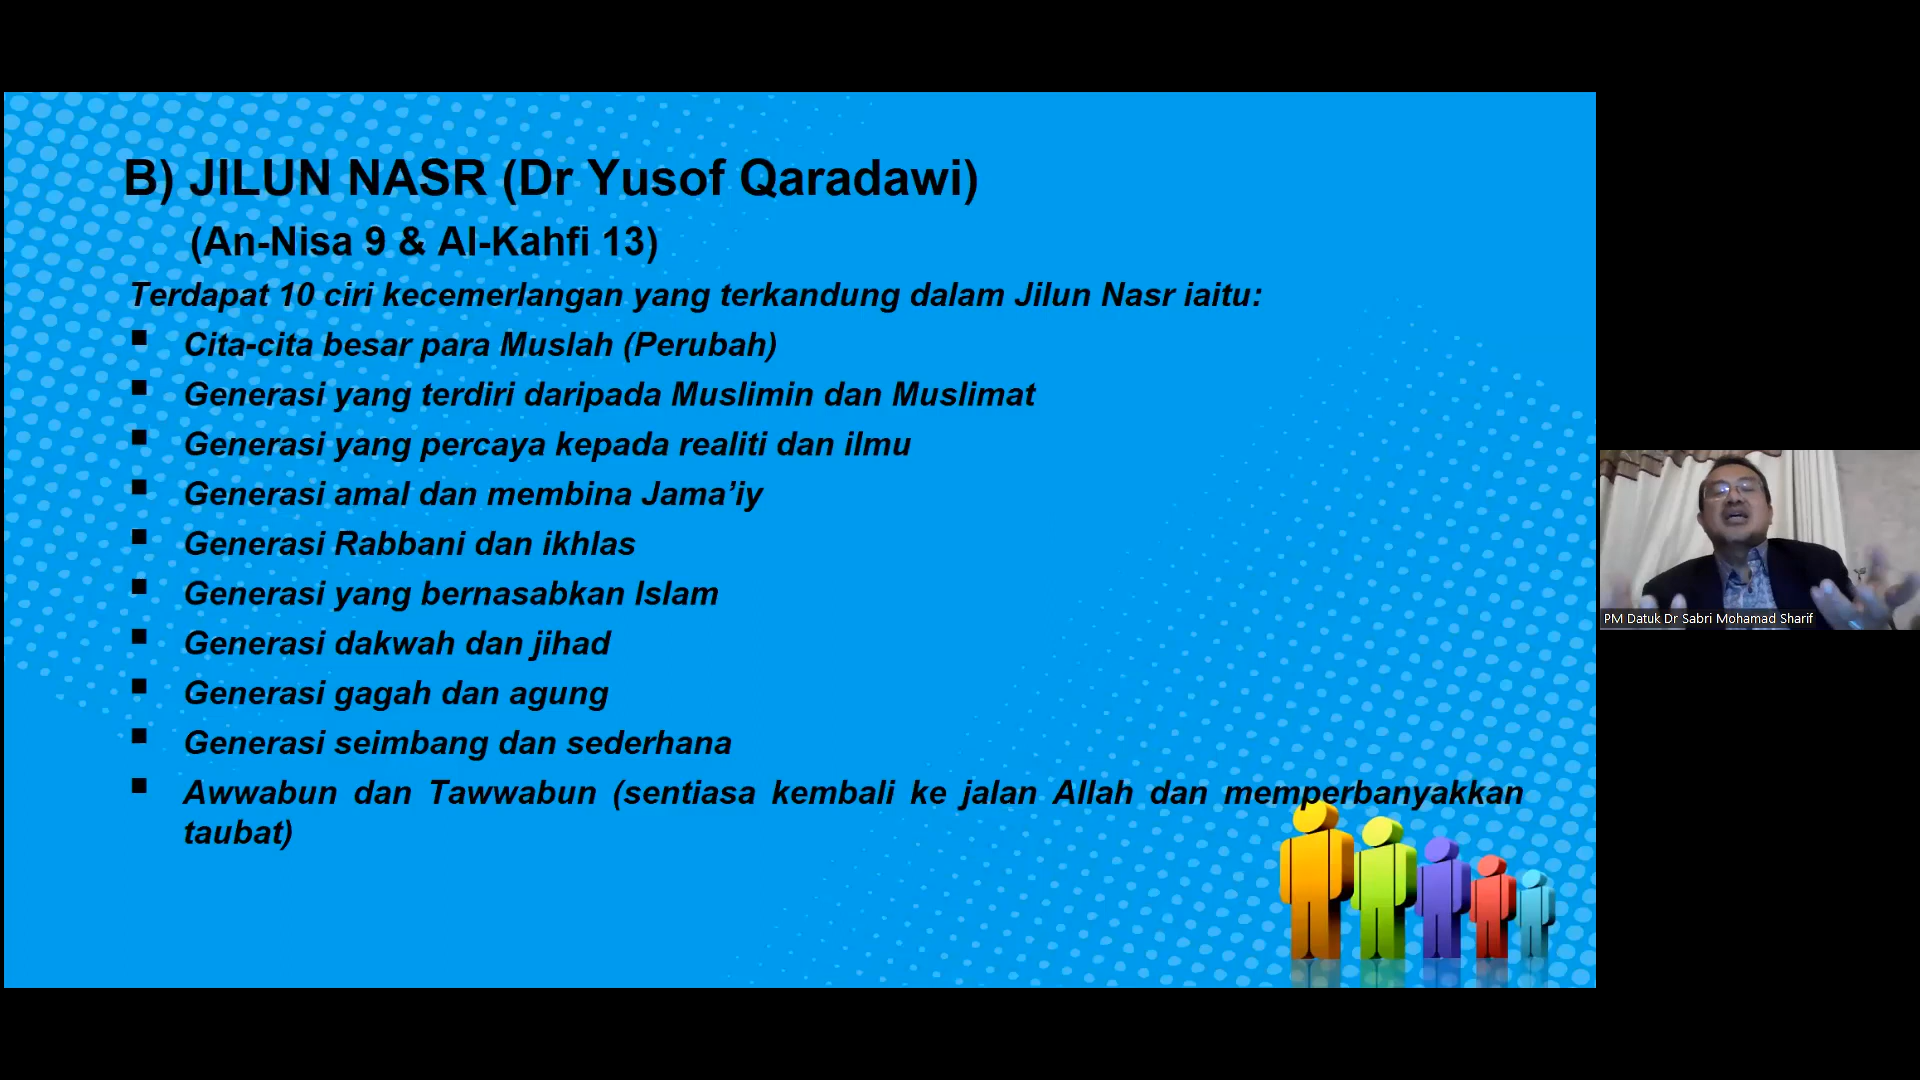 B) JILUN NASR (Dr Yusof Qaradawi)
(An-Nisa 9 & Al-Kahfi 13)
Terdapat 10 ciri kecemerlangan yang terkandung dalam Jilun Nasr iaitu:
▪ Cita-cita besar para Muslah (Perubah)
▪ Generasi yang terdiri daripada Muslimin dan Muslimat
▪ Generasi yang percaya kepada realiti dan ilmu
▪ Generasi amal dan membina Jama’iy
▪ Generasi Rabbani dan ikhlas
▪ Generasi yang bernasabkan Islam
▪ Generasi dakwah dan jihad
▪ Generasi gagah dan agung
▪ Generasi seimbang dan sederhana
▪ Awwabun dan Tawwabun (sentiasa kembali ke jalan Allah dan memperbanyakkan
taubat)
PM Datuk Dr Sabri Mohamad Sharif